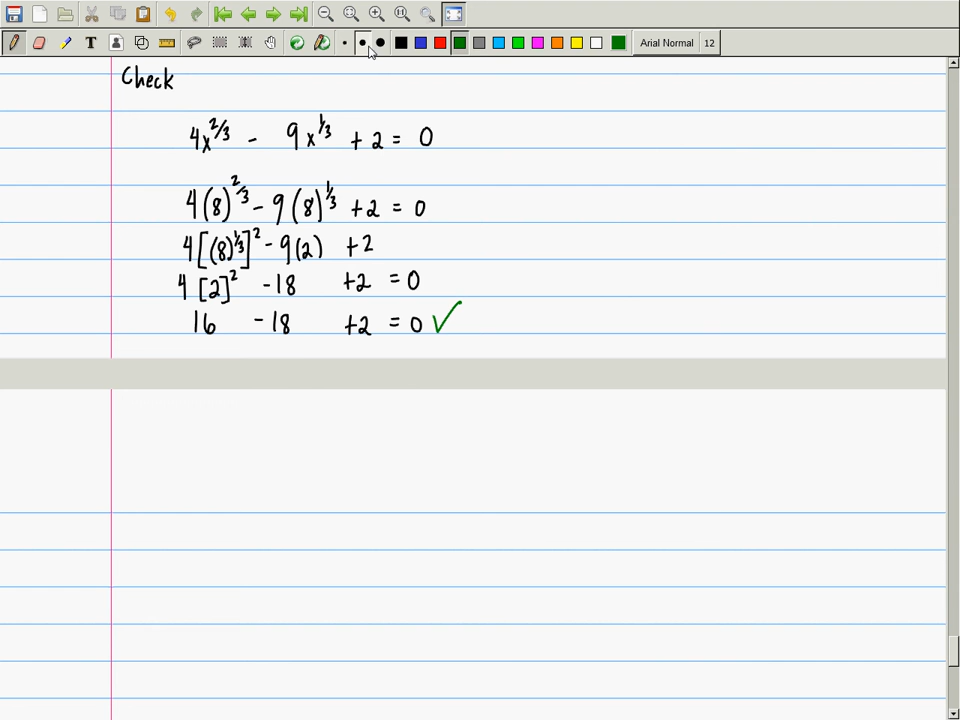 T Arial Normal 12
Check
4x^{2/3} - 9x^{1/3} + 2 = 0
4(8)^{2/3} - 9(8)^{1/3} + 2 = 0
4[(8)^{1/3}]^2 - 9(2) + 2
4[2]^2 - 18 + 2 = 0
16 - 18 + 2 = 0 ✓